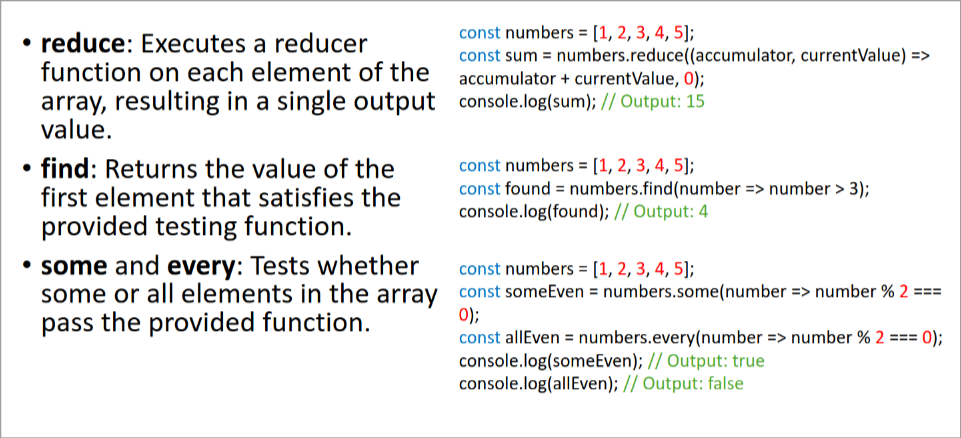 • reduce: Executes a reducer
function on each element of the
array, resulting in a single output
value.
• find: Returns the value of the
first element that satisfies the
provided testing function.
• some and every: Tests whether
some or all elements in the array
pass the provided function.
const numbers = [1, 2, 3, 4, 5];
const sum = numbers.reduce((accumulator, currentValue) =>
accumulator + currentValue, 0);
console.log(sum); // Output: 15
const numbers = [1, 2, 3, 4, 5];
const found = numbers.find(number => number > 3);
console.log(found); // Output: 4
const numbers = [1, 2, 3, 4, 5];
const someEven = numbers.some(number => number % 2 ===
0);
const allEven = numbers.every(number => number % 2 === 0);
console.log(someEven); // Output: true
console.log(allEven); // Output: false